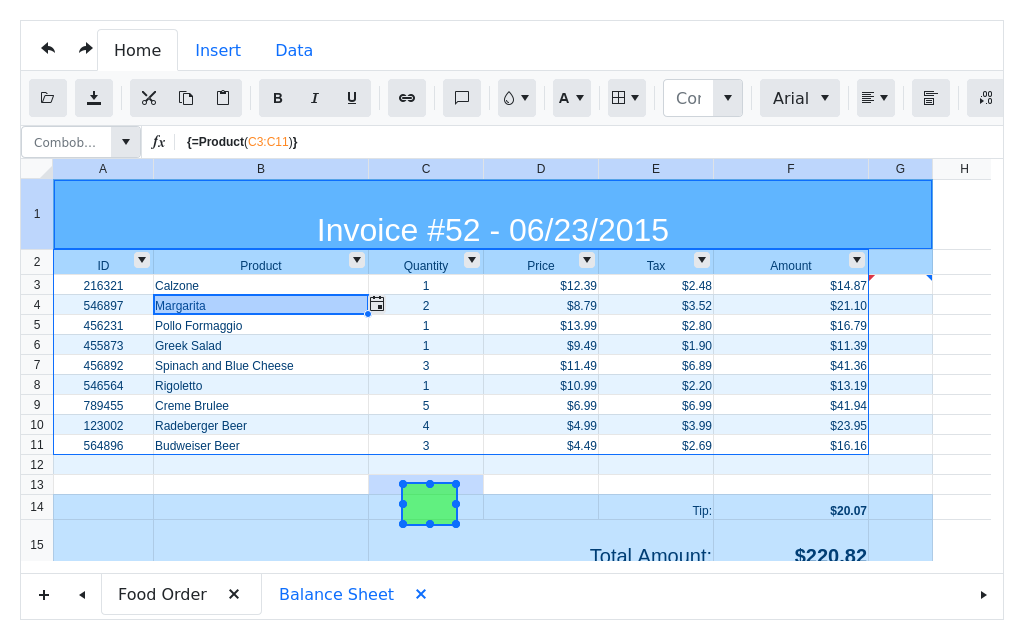 Home Insert Data
B I U A Cor Arial .00 .0
Combob... fx {=Product(C3:C11)}
A B C D E F G H
1 Invoice #52 - 06/23/2015
2 ID Product Quantity Price Tax Amount
3 216321 Calzone 1 $12.39 $2.48 $14.87
4 546897 Margarita 2 $8.79 $3.52 $21.10
5 456231 Pollo Formaggio 1 $13.99 $2.80 $16.79
6 455873 Greek Salad 1 $9.49 $1.90 $11.39
7 456892 Spinach and Blue Cheese 3 $11.49 $6.89 $41.36
8 546564 Rigoletto 1 $10.99 $2.20 $13.19
9 789455 Creme Brulee 5 $6.99 $6.99 $41.94
10 123002 Radeberger Beer 4 $4.99 $3.99 $23.95
11 564896 Budweiser Beer 3 $4.49 $2.69 $16.16
12
13
14 Tip: $20.07
15 Total Amount: $220.82
Food Order Balance Sheet